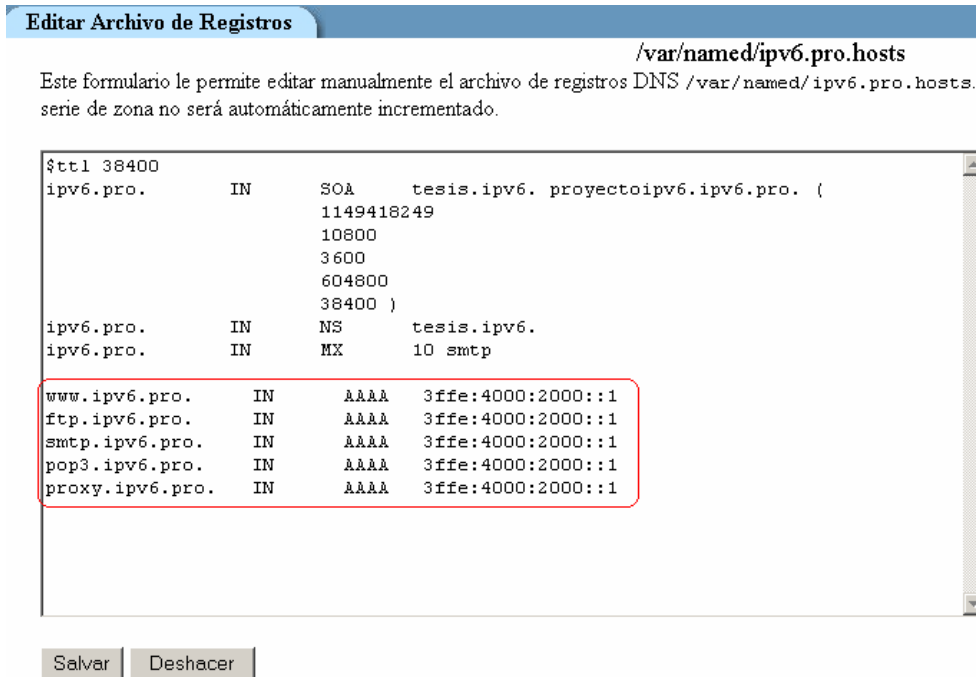 Editar Archivo de Registros
/var/named/ipv6.pro.hosts
Este formulario le permite editar manualmente el archivo de registros DNS /var/named/ipv6.pro.hosts.
serie de zona no será automáticamente incrementado.
$ttl 38400
ipv6.pro. IN SOA tesis.ipv6. proyectoipv6.ipv6.pro. (
1149418249
10800
3600
604800
38400 )
ipv6.pro. IN NS tesis.ipv6.
ipv6.pro. IN MX 10 smtp
www.ipv6.pro. IN AAAA 3ffe:4000:2000::1
ftp.ipv6.pro. IN AAAA 3ffe:4000:2000::1
smtp.ipv6.pro. IN AAAA 3ffe:4000:2000::1
pop3.ipv6.pro. IN AAAA 3ffe:4000:2000::1
proxy.ipv6.pro. IN AAAA 3ffe:4000:2000::1
Salvar Deshacer